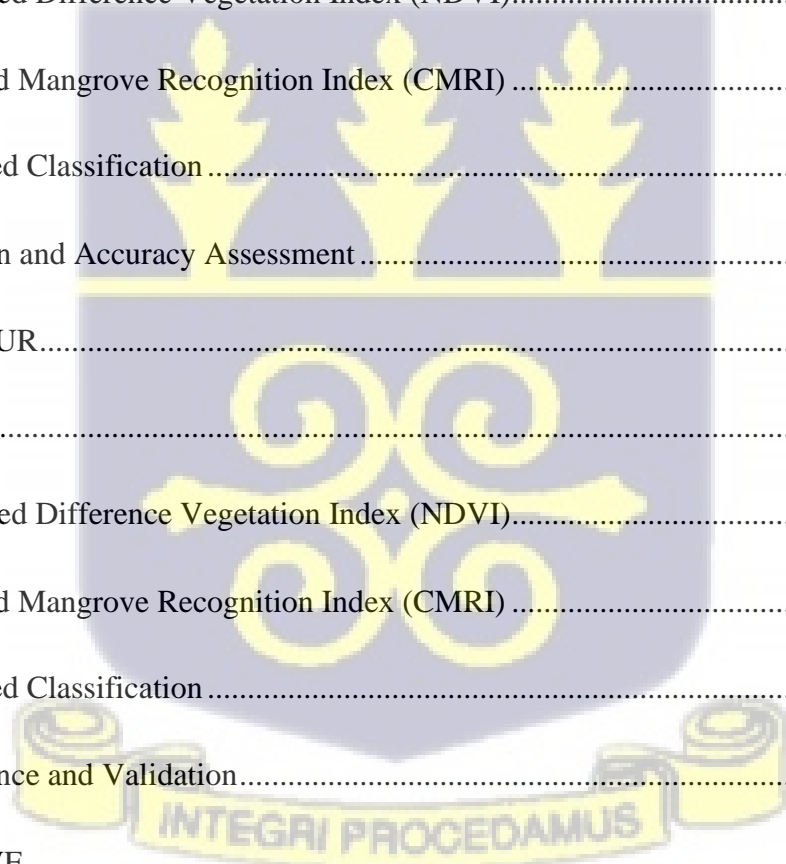 ed Difference Vegetation Index (NDVI)........................................
d Mangrove Recognition Index (CMRI) ........................................
ed Classification ........................................
n and Accuracy Assessment ........................................
UR........................................
........................................
ed Difference Vegetation Index (NDVI)........................................
d Mangrove Recognition Index (CMRI) ........................................
ed Classification ........................................
nce and Validation........................................
INTEGRI PROCEDAMUS
VE